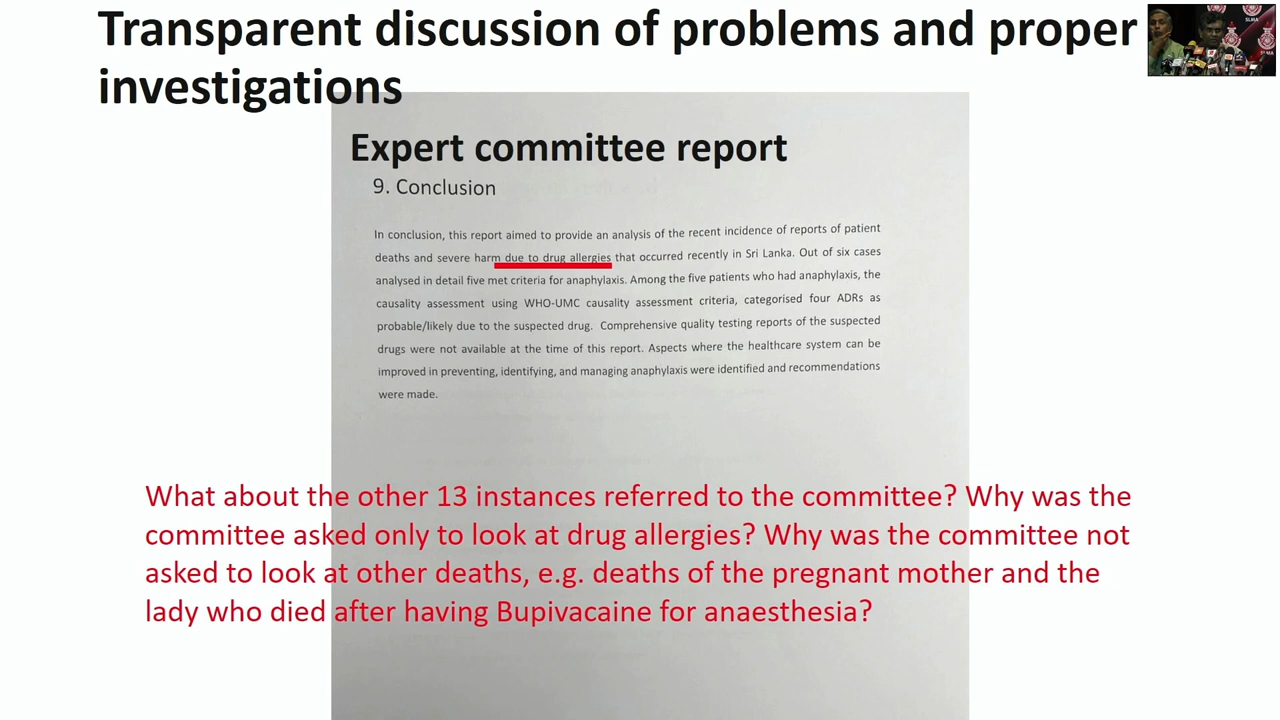 Transparent discussion of problems and proper
investigations
SLMA
Expert committee report
9. Conclusion
In conclusion, this report aimed to provide an analysis of the recent incidence of reports of patient
deaths and severe harm due to drug allergies that occurred recently in Sri Lanka. Out of six cases
analysed in detail five met criteria for anaphylaxis. Among the five patients who had anaphylaxis, the
causality assessment using WHO-UMC causality assessment criteria, categorised four ADRs as
probable/likely due to the suspected drug. Comprehensive quality testing reports of the suspected
drugs were not available at the time of this report. Aspects where the healthcare system can be
improved in preventing, identifying, and managing anaphylaxis were identified and recommendations
were made.
What about the other 13 instances referred to the committee? Why was the
committee asked only to look at drug allergies? Why was the committee not
asked to look at other deaths, e.g. deaths of the pregnant mother and the
lady who died after having Bupivacaine for anaesthesia?